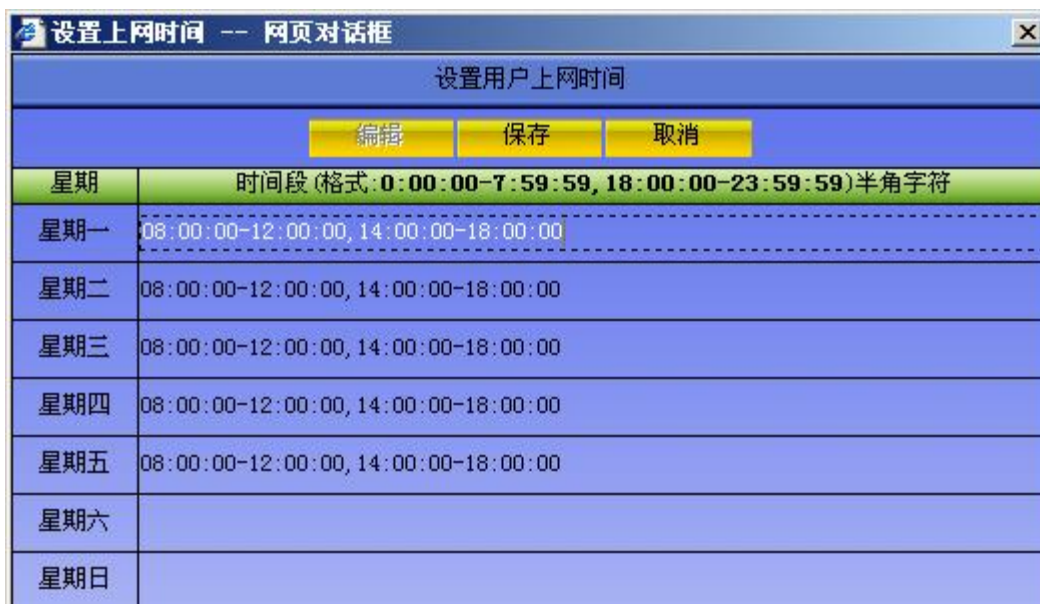 设置上网时间 -- 网页对话框
设置用户上网时间
编辑 保存 取消
星期 时间段(格式:0:00:00-7:59:59,18:00:00-23:59:59)半角字符
星期一 08:00:00-12:00:00,14:00:00-18:00:00
星期二 08:00:00-12:00:00,14:00:00-18:00:00
星期三 08:00:00-12:00:00,14:00:00-18:00:00
星期四 08:00:00-12:00:00,14:00:00-18:00:00
星期五 08:00:00-12:00:00,14:00:00-18:00:00
星期六
星期日